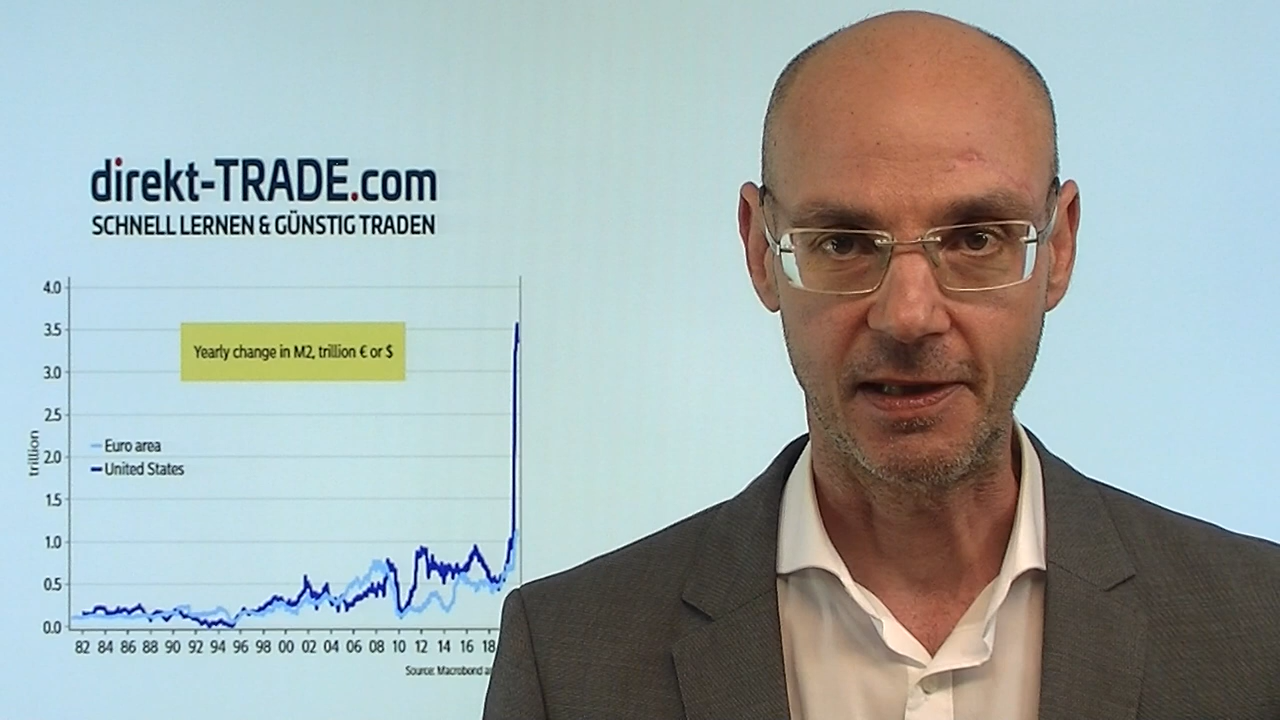 direkt-TRADE.com
SCHNELL LERNEN & GÜNSTIG TRADEN
4.0
3.5
Yearly change in M2, trillion € or $
3.0
2.5
Euro area
2.0
United States
trillion
1.5
1.0
0.5
0.0
82 84 86 88 90 92 94 96 98 00 02 04 06 08 10 12 14 16 18
Source: Macrobond